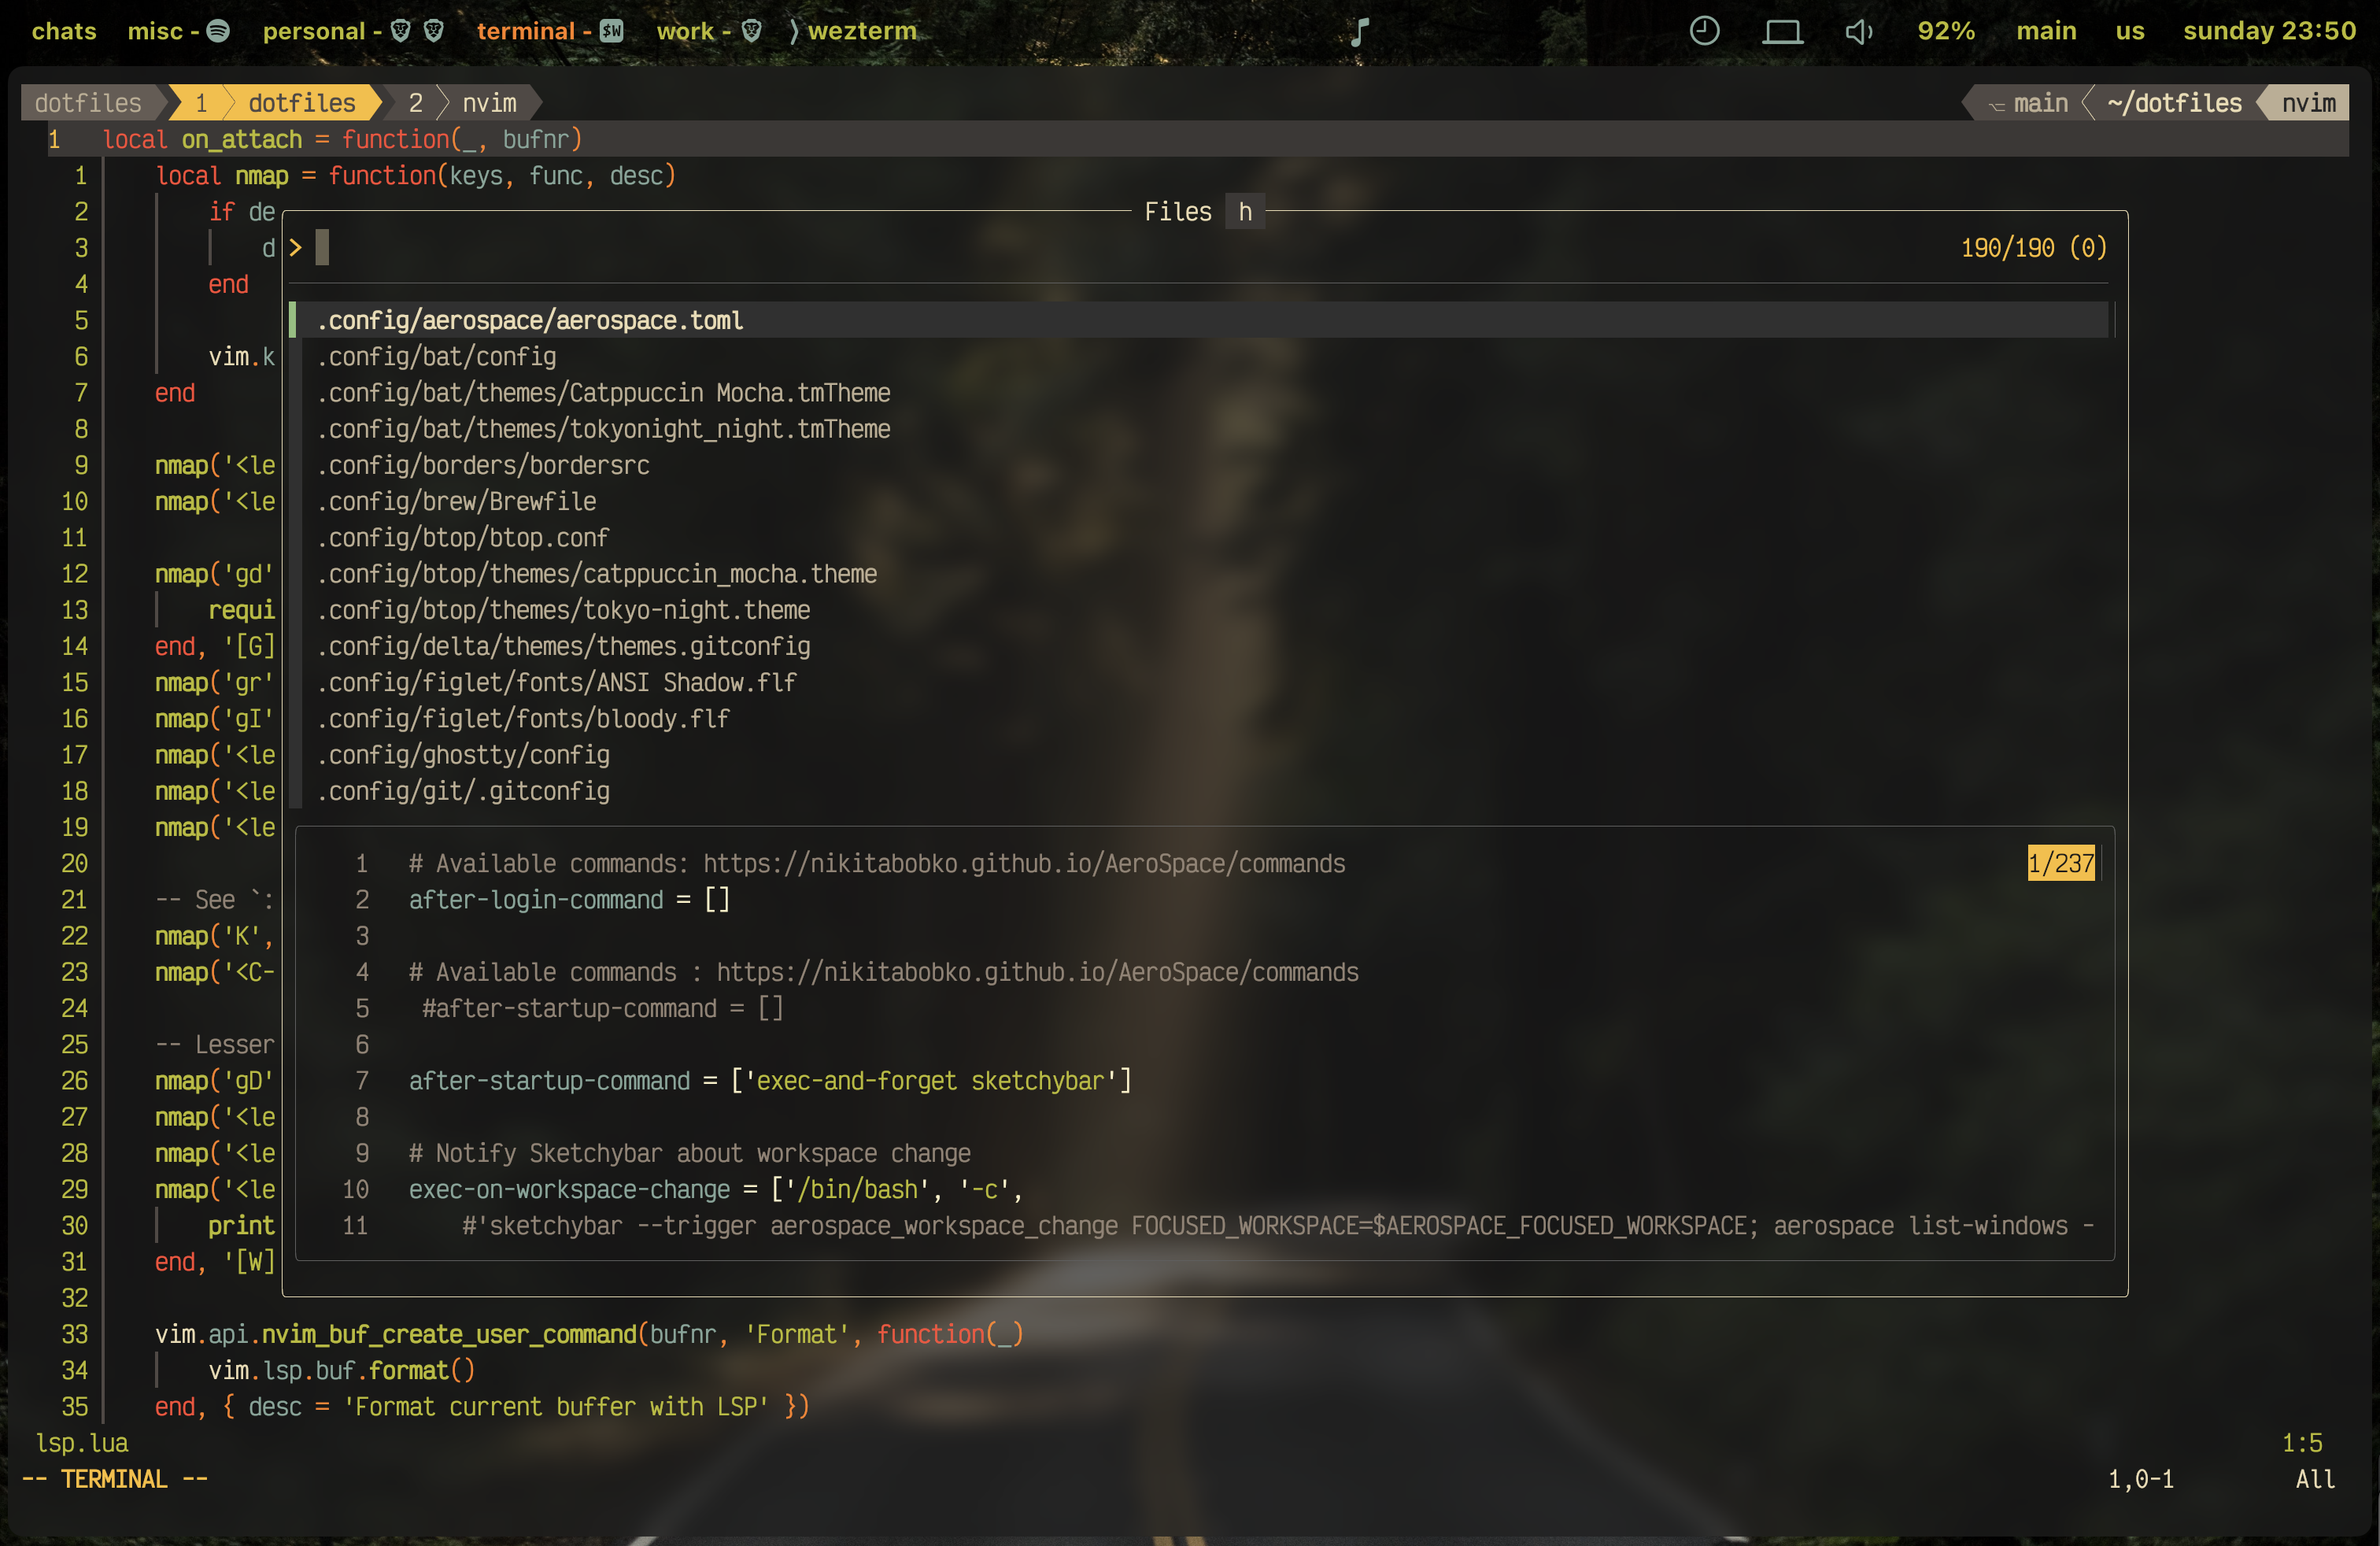 chats misc - personal - terminal - $W work - ⟩ wezterm 92% main us sunday 23:50
dotfiles 1 dotfiles 2 nvim main ~/dotfiles nvim
1 local on_attach = function(_, bufnr)
1 local nmap = function(keys, func, desc)
2 if de
Files h
3 d
> 190/190 (0)
4 end
5
.config/aerospace/aerospace.toml
6 vim.k
.config/bat/config
7 end
.config/bat/themes/Catppuccin Mocha.tmTheme
8
.config/bat/themes/tokyonight_night.tmTheme
9 nmap('<le
.config/borders/bordersrc
10 nmap('<le
.config/brew/Brewfile
11
.config/btop/btop.conf
12 nmap('gd'
.config/btop/themes/catppuccin_mocha.theme
13 requi
.config/btop/themes/tokyo-night.theme
14 end, '[G]
.config/delta/themes/themes.gitconfig
15 nmap('gr'
.config/figlet/fonts/ANSI Shadow.flf
16 nmap('gI'
.config/figlet/fonts/bloody.flf
17 nmap('<le
.config/ghostty/config
18 nmap('<le
.config/git/.gitconfig
19 nmap('<le
20
1 # Available commands: https://nikitabobko.github.io/AeroSpace/commands 1/237
21 -- See `:
2 after-login-command = []
22 nmap('K',
3
23 nmap('<C-
4 # Available commands : https://nikitabobko.github.io/AeroSpace/commands
24
5 #after-startup-command = []
25 -- Lesser
6
26 nmap('gD'
7 after-startup-command = ['exec-and-forget sketchybar']
27 nmap('<le
8
28 nmap('<le
9 # Notify Sketchybar about workspace change
29 nmap('<le
10 exec-on-workspace-change = ['/bin/bash', '-c',
30 print
11 #'sketchybar --trigger aerospace_workspace_change FOCUSED_WORKSPACE=$AEROSPACE_FOCUSED_WORKSPACE; aerospace list-windows -
31 end, '[W]
32
33 vim.api.nvim_buf_create_user_command(bufnr, 'Format', function(_)
34 vim.lsp.buf.format()
35 end, { desc = 'Format current buffer with LSP' })
lsp.lua 1:5
-- TERMINAL -- 1,0-1 All